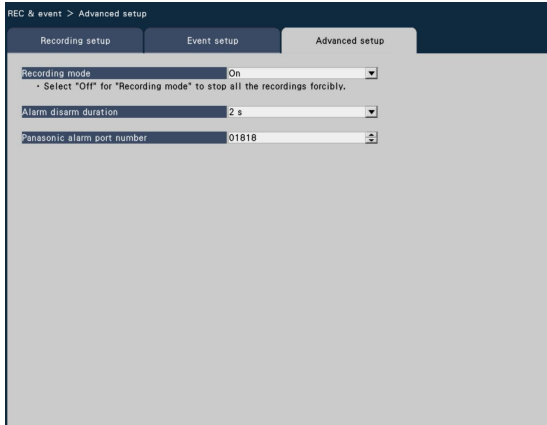 REC & event > Advanced setup
Recording setup
Event setup
Advanced setup
Recording mode On
・Select "Off" for "Recording mode" to stop all the recordings forcibly.
Alarm disarm duration 2 s
Panasonic alarm port number 01818